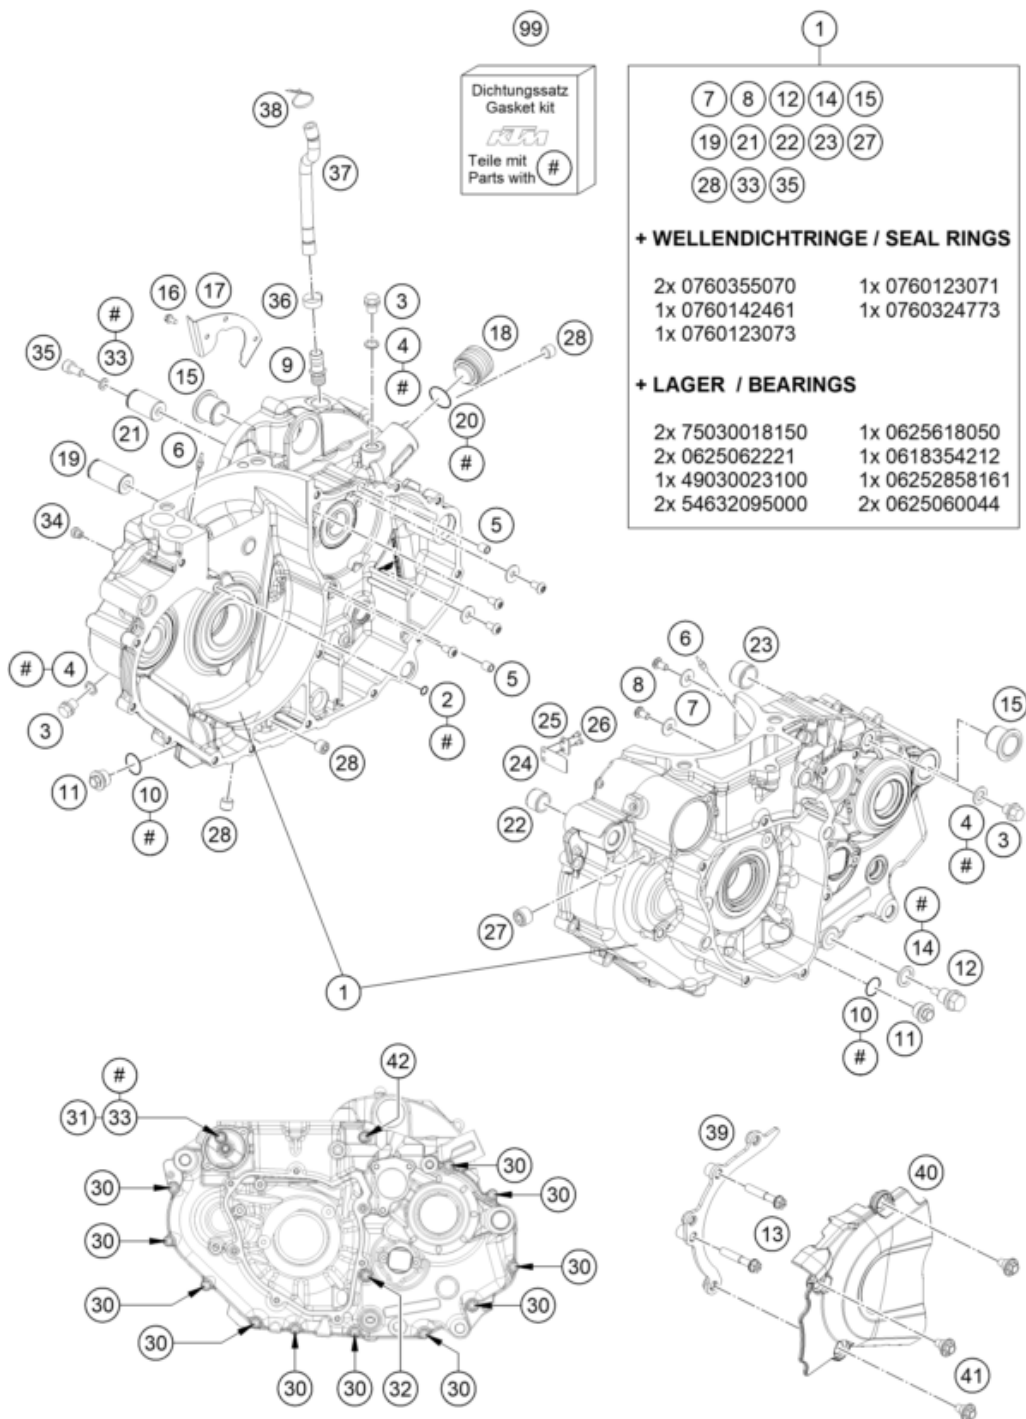 99
1
Dichtungssatz
Gasket kit
KTM
Teile mit
Parts with #
7 8 12 14 15
19 21 22 23 27
28 33 35
+ WELLENDICHTRINGE / SEAL RINGS
2x 0760355070 1x 0760123071
1x 0760142461 1x 0760324773
1x 0760123073
+ LAGER / BEARINGS
2x 75030018150 1x 0625618050
2x 0625062221 1x 0618354212
1x 49030023100 1x 06252858161
2x 54632095000 2x 0625060044
38
37
16 17 36 3
# 18 28
35 33 15 9 4
#
21 20
19 6 #
34 5
# 4 5
3 2
#
11 28
10
#
28
6 23
8 7 15
25 26
24
22
4 3
#
27 #
14
12
10 11
#
1
#
31 33 42
30 30
30 30
30 30
30 30
30 30 30 32 30
39
40
13
41